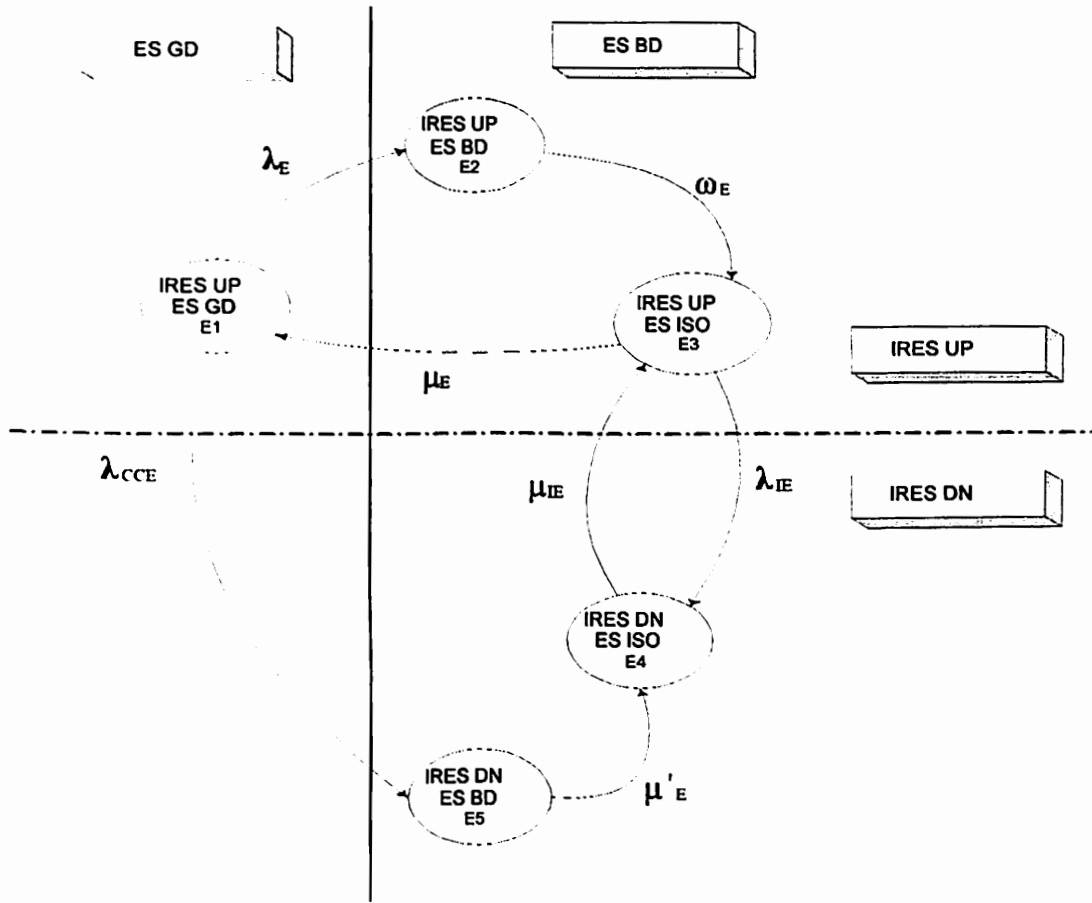 ES GD
ES BD
IRES UP
ES BD
E2
λE
ωE
IRES UP
ES GD
E1
IRES UP
ES ISO
E3
IRES UP
μE
λCCE
μIE
λIE
IRES DN
IRES DN
ES ISO
E4
IRES DN
ES BD
E5
μ'E